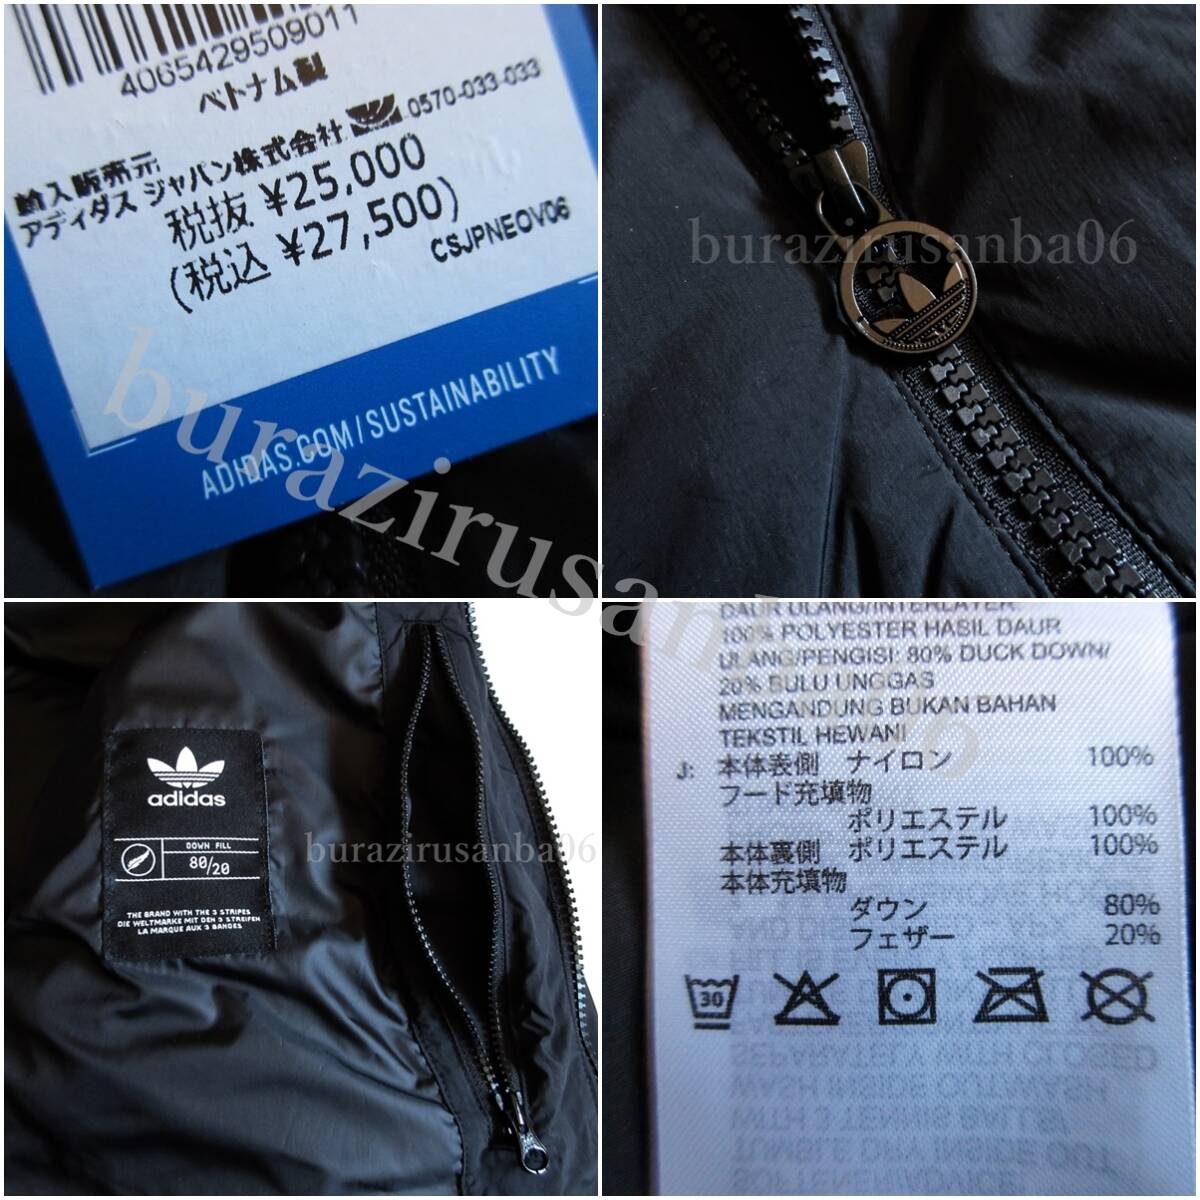 4065429509011
ベトナム製
輸入販売元
アディダス ジャパン株式会社 0570-033-033
税抜 ¥25,000
(税込 ¥27,500)
CSJPNEOV06
ADIDAS.COM/SUSTAINABILITY
burazirusanba06
burazirusanba06
adidas
DOWN FILL
80/20
THE BRAND WITH THE 3 STRIPES
DIE WELTMARKE MIT DEN 3 STREIFEN
LA MARQUE AUX 3 BANDES
burazirusanba06
DAUR ULANG/INTERLAYER:
100% POLYESTER HASIL DAUR
ULANG/PENGISI: 80% DUCK DOWN/
20% BULU UNGGAS
MENGANDUNG BUKAN BAHAN
TEKSTIL HEWANI
J: 本体表側 ナイロン 100%
フード充填物
ポリエステル 100%
本体裏側 ポリエステル 100%
本体充填物
ダウン 80%
フェザー 20%
30